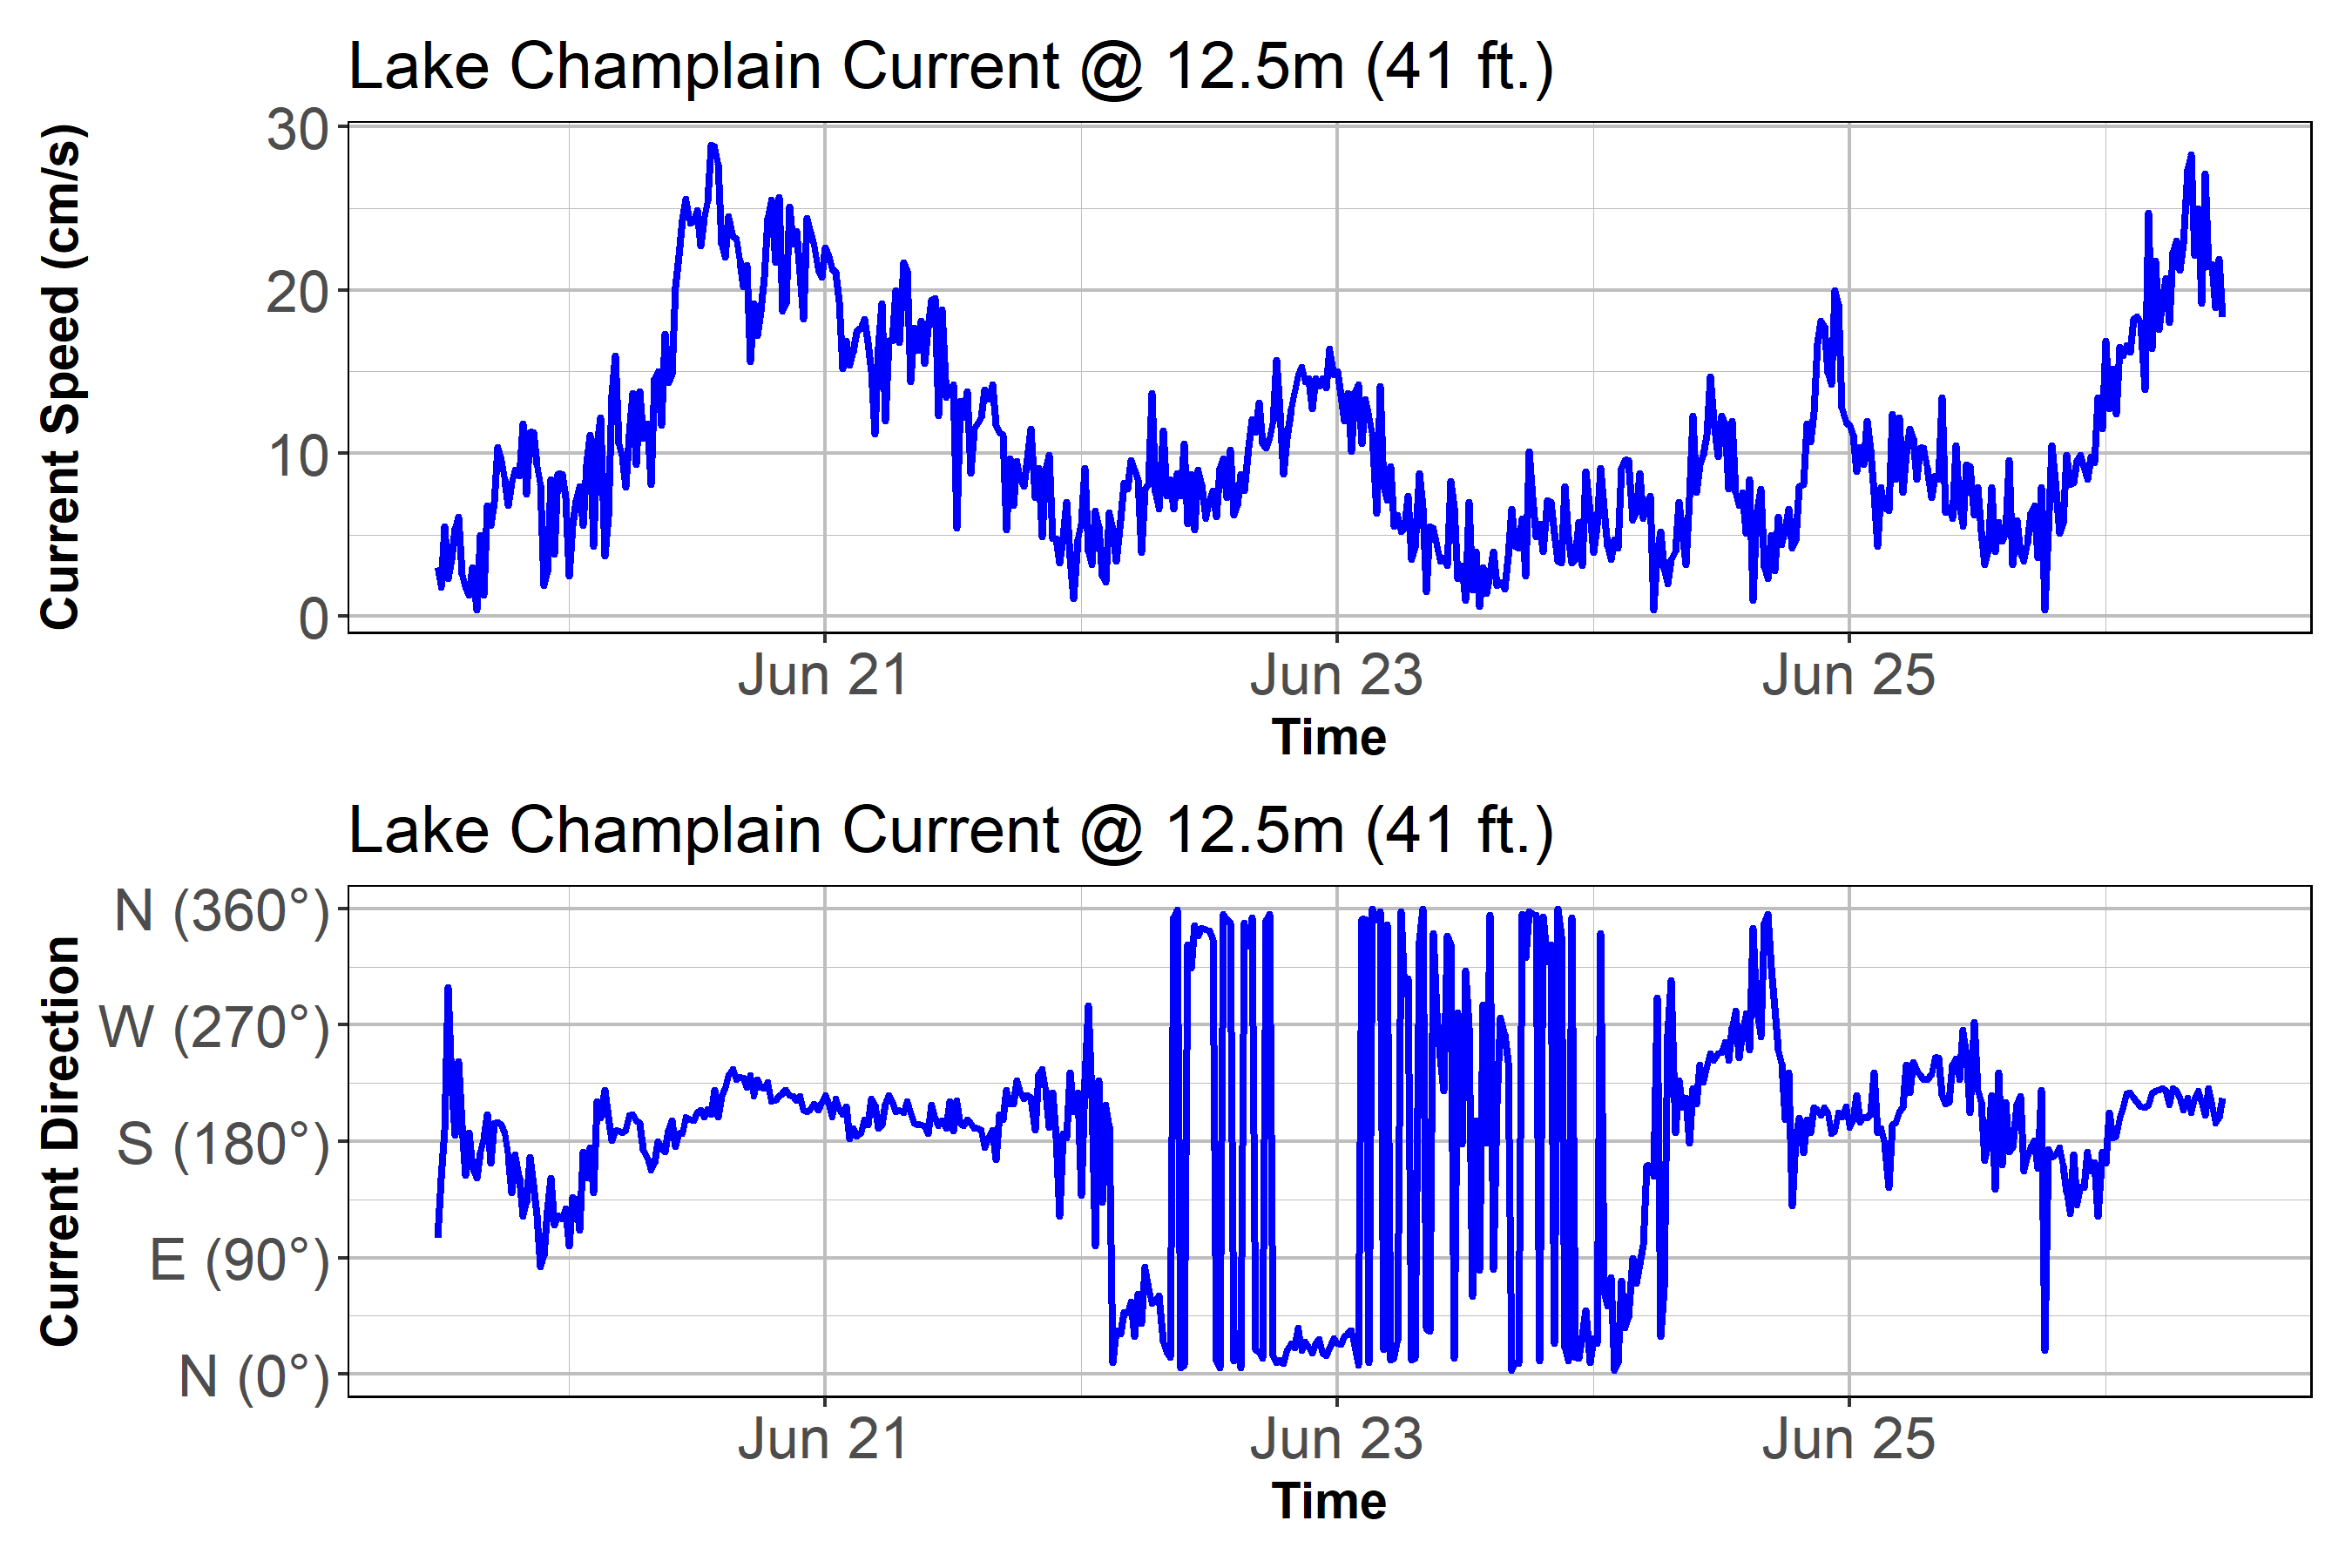 Lake Champlain Current @ 12.5m (41 ft.)
Current Speed (cm/s)
30
20
10
0
Jun 21 Jun 23 Jun 25
Time
Lake Champlain Current @ 12.5m (41 ft.)
Current Direction
N (360°)
W (270°)
S (180°)
E (90°)
N (0°)
Jun 21 Jun 23 Jun 25
Time